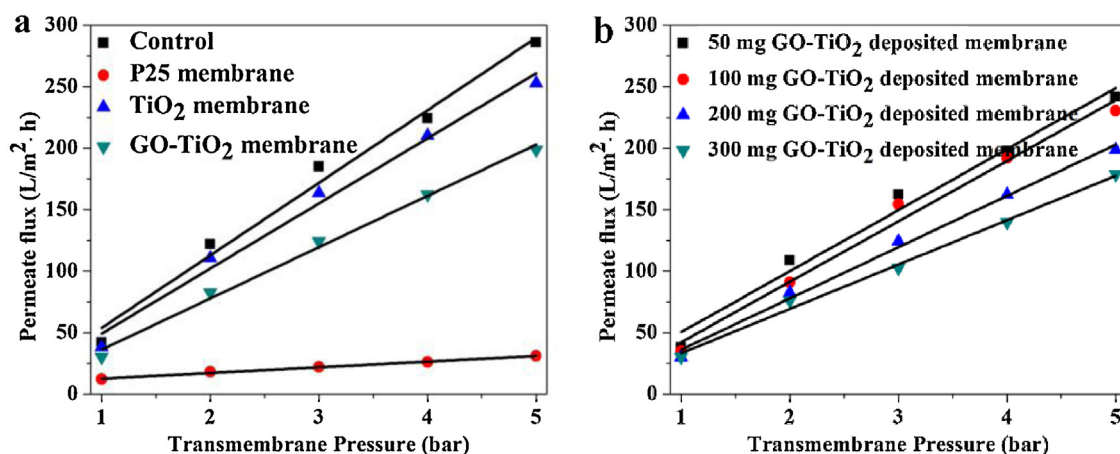 a
Permeate flux (L/m²· h)
300
250
200
150
100
50
0
Control
P25 membrane
TiO₂ membrane
GO-TiO₂ membrane
1 2 3 4 5
Transmembrane Pressure (bar)
b
Permeate flux (L/m²· h)
300
250
200
150
100
50
0
50 mg GO-TiO₂ deposited membrane
100 mg GO-TiO₂ deposited membrane
200 mg GO-TiO₂ deposited membrane
300 mg GO-TiO₂ deposited membrane
1 2 3 4 5
Transmembrane Pressure (bar)